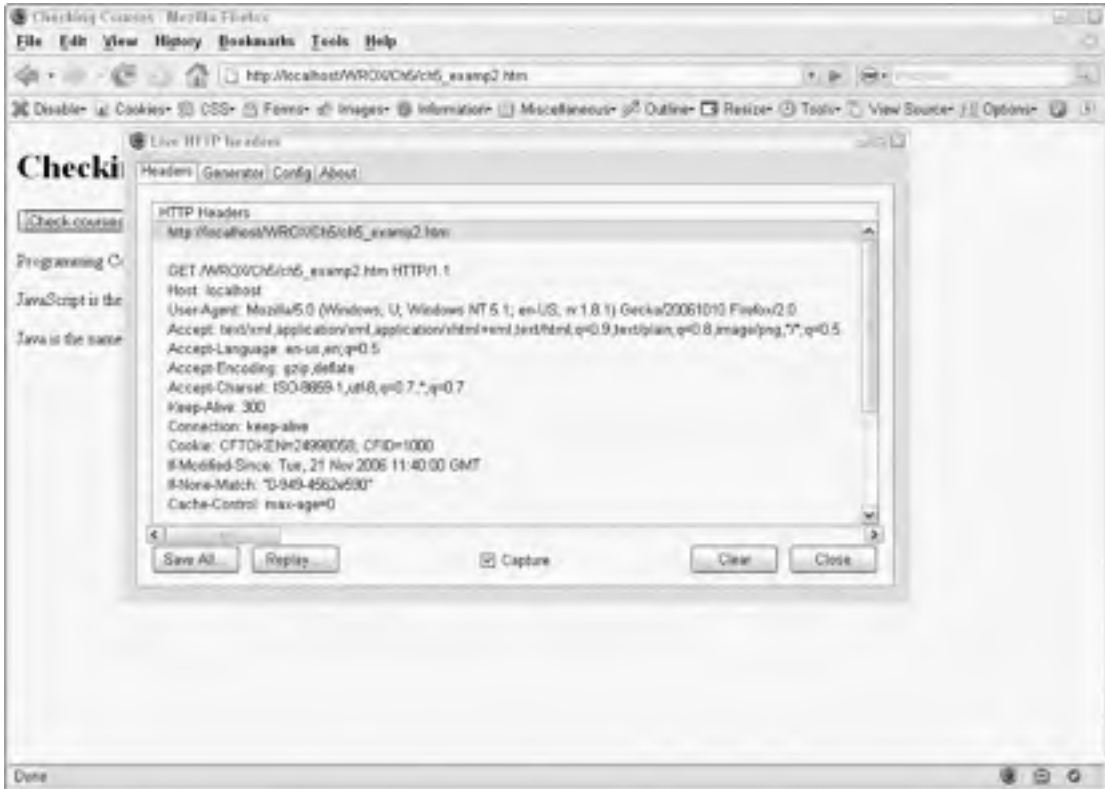 Checking Courses - Mozilla Firefox
File Edit View History Bookmarks Tools Help
http://localhost/WROX/Ch5/ch5_examp2.htm
Disable Cookies CSS Forms Images Information Miscellaneous Outline Resize Tools View Source Options
Live HTTP headers
Checki
Headers Generator Config About
Check courses
HTTP Headers
http://localhost/WROX/Ch5/ch5_examp2.htm
Programming Co
GET /WROX/Ch5/ch5_examp2.htm HTTP/1.1
Host: localhost
JavaScript is the
User-Agent: Mozilla/5.0 (Windows; U; Windows NT 5.1; en-US; rv:1.8.1) Gecko/20061010 Firefox/2.0
Accept: text/xml,application/xml,application/xhtml+xml,text/html;q=0.9,text/plain;q=0.8,image/png,*/*;q=0.5
Java is the name
Accept-Language: en-us,en;q=0.5
Accept-Encoding: gzip,deflate
Accept-Charset: ISO-8859-1,utf-8;q=0.7,*;q=0.7
Keep-Alive: 300
Connection: keep-alive
Cookie: CFTOKEN=24998058; CFID=1000
If-Modified-Since: Tue, 21 Nov 2006 11:40:00 GMT
If-None-Match: "0-949-4562e590"
Cache-Control: max-age=0
Save All... Replay... Capture Clear Close
Done